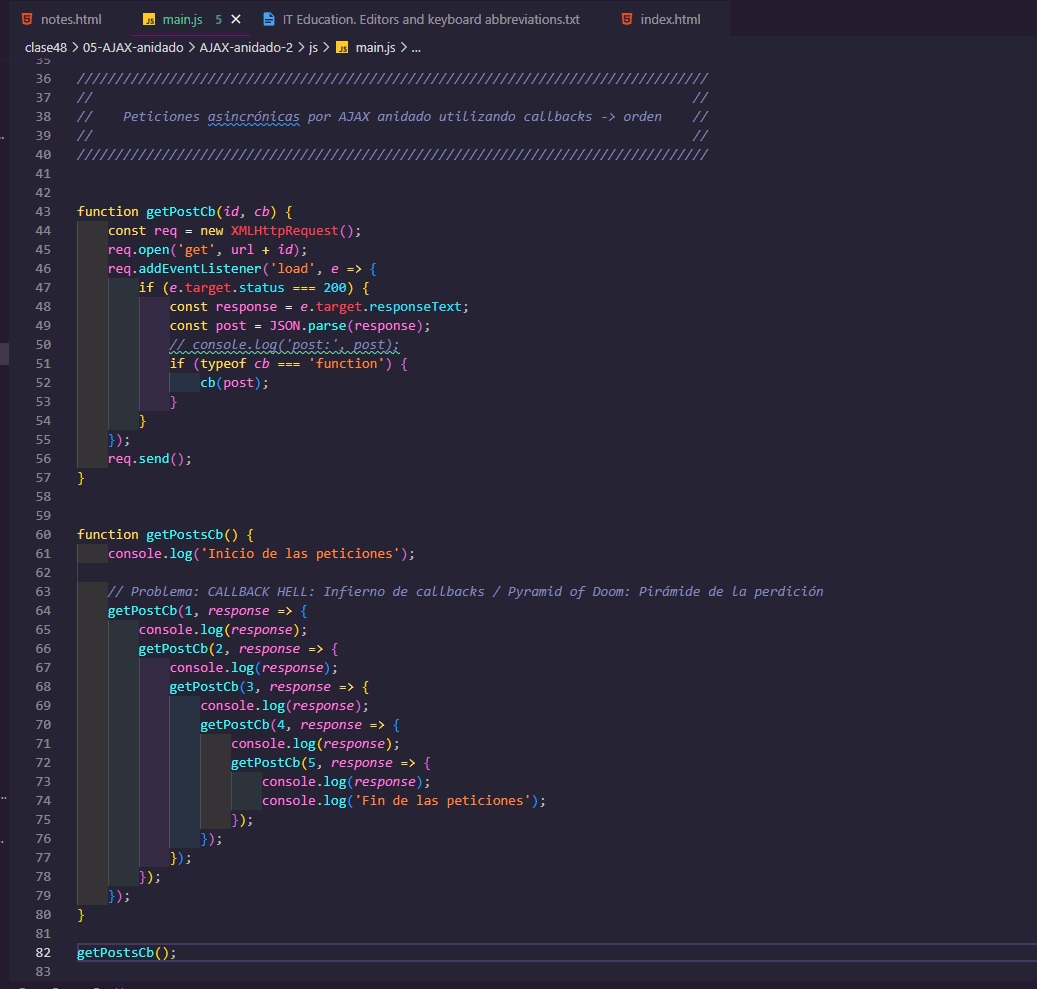 notes.html main.js 5 IT Education. Editors and keyboard abbreviations.txt index.html
clase48 > 05-AJAX-anidado > AJAX-anidado-2 > js > main.js > ...
35
36 //////////////////////////////////////////////////////////////////////////////////
37 // //
38 // Peticiones asincrónicas por AJAX anidado utilizando callbacks -> orden //
39 // //
40 //////////////////////////////////////////////////////////////////////////////////
41
42
43 function getPostCb(id, cb) {
44 const req = new XMLHttpRequest();
45 req.open('get', url + id);
46 req.addEventListener('load', e => {
47 if (e.target.status === 200) {
48 const response = e.target.responseText;
49 const post = JSON.parse(response);
50 // console.log('post:', post);
51 if (typeof cb === 'function') {
52 cb(post);
53 }
54 }
55 });
56 req.send();
57 }
58
59
60 function getPostsCb() {
61 console.log('Inicio de las peticiones');
62
63 // Problema: CALLBACK HELL: Infierno de callbacks / Pyramid of Doom: Pirámide de la perdición
64 getPostCb(1, response => {
65 console.log(response);
66 getPostCb(2, response => {
67 console.log(response);
68 getPostCb(3, response => {
69 console.log(response);
70 getPostCb(4, response => {
71 console.log(response);
72 getPostCb(5, response => {
73 console.log(response);
74 console.log('Fin de las peticiones');
75 });
76 });
77 });
78 });
79 });
80 }
81
82 getPostsCb();
83